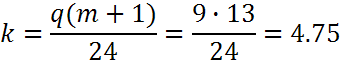 k = q(m + 1)/24 = 9 · 13/24 = 4.75